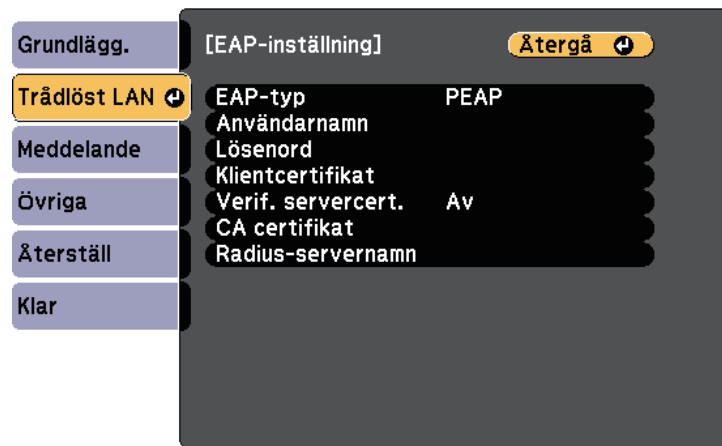 Grundlägg.
Trådlöst LAN
Meddelande
Övriga
Återställ
Klar
[EAP-inställning]
Återgå
EAP-typ PEAP
Användarnamn
Lösenord
Klientcertifikat
Verif. servercert. Av
CA certifikat
Radius-servernamn